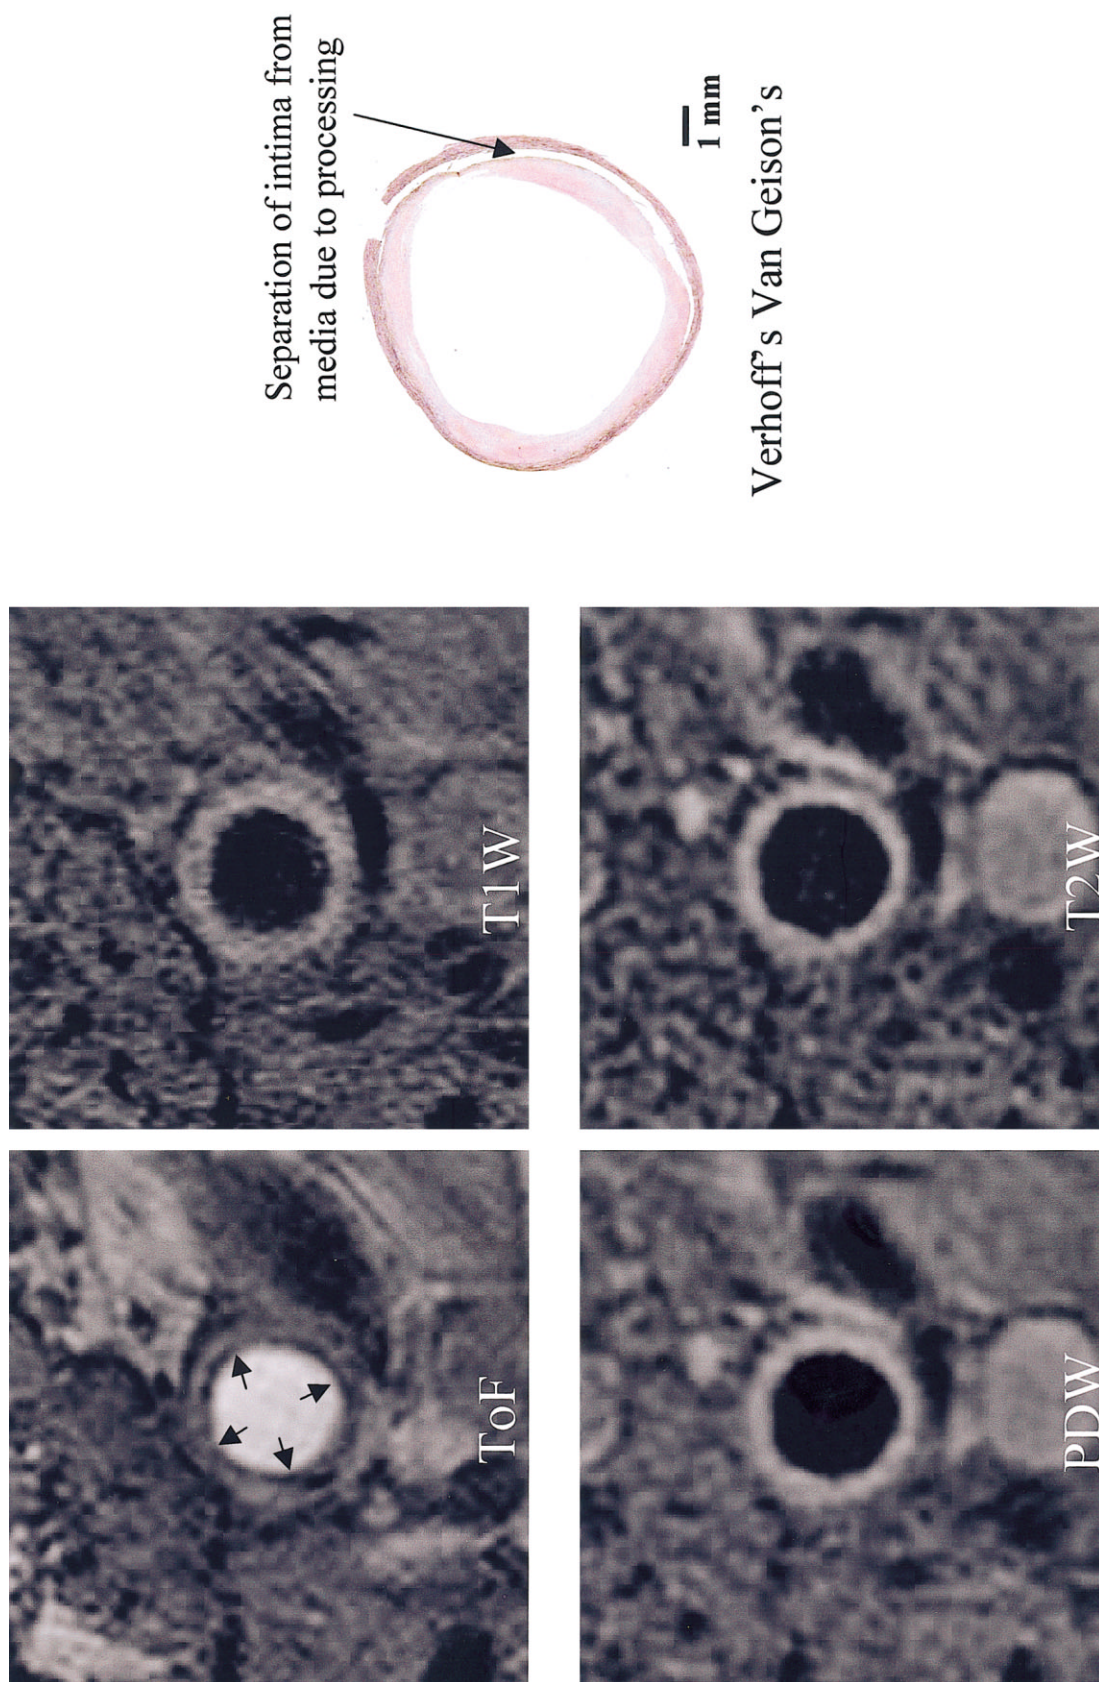 ToF
T1W
PDW
T2W
Separation of intima from
media due to processing
1 mm
Verhoff's Van Geison's